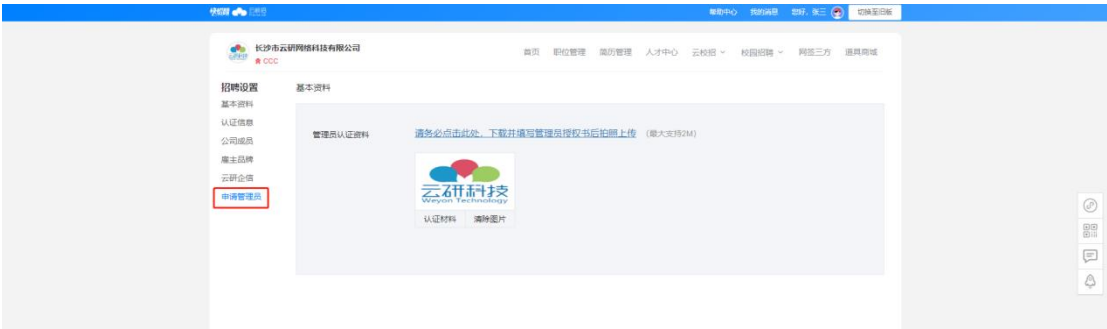 帮助中心 我的消息 您好，张三 切换至旧版
长沙市云研网络科技有限公司
CCC
首页 职位管理 简历管理 人才中心 云校招 校园招聘 网签三方 道具商城
招聘设置
基本资料
认证信息
公司成员
雇主品牌
云研企信
申请管理员
基本资料
管理员认证资料
请务必点击此处，下载并填写管理员授权书后拍照上传 (最大支持2M)
云研科技
Weyon Technology
认证材料 清除图片